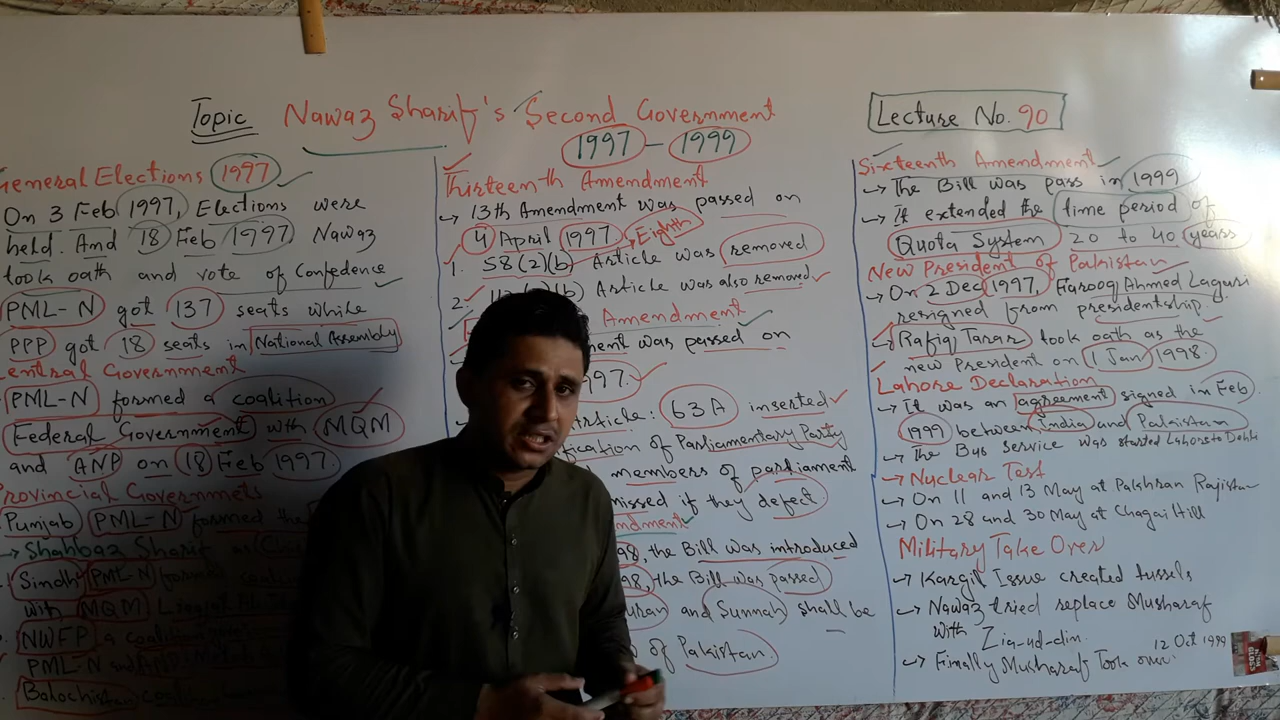 Topic Nawaz Sharif's Second Government
1997 - 1999
Lecture No. 90
General Elections 1997
On 3 Feb 1997, Elections were
held. And 18 Feb 1997 Nawaz
took oath and vote of Confedence
PML-N got 137 seats while
PPP got 18 seats in National Assembly
Central Government
PML-N formed a coalition
Federal Government with MQM
and ANP on 18 Feb 1997.
Provincial Governmets
Punjab PML-N formed the
→ Shahbaz Sharif as
Sindh PML-N formed
with MQM
NWFP a coalition
PML-N and
Balochistan
Thirteenth Amendment
→ 13th Amendment was passed on
4 April 1997 Eighth
1. 58(2)(b) Article was removed
2. (b) Article was also removed
Amendment
was passed on
1997.
Article: 63A inserted
of Parliamentary Party
members of parliament
if they defect
the Bill was introduced
the Bill was passed
and Sunnah shall be
of Pakistan
Sixteenth Amendment
→ The Bill was pass in 1999
→ It extended the time period of
Quota System 20 to 40 years
New President of Pakistan
→ On 2 Dec 1997, Farooq Ahmed Lagari
resigned from presidentship.
→ Rafiq Tarar took oath as the
new President on 1 Jan 1998.
Lahore Declaration
→ It was an agreement signed in Feb
1999 between India and Pakistan
→ The Bus service was started Lahore to Dehli
→ Nuclear Test
→ On 11 and 13 May at Pakhran Rajistan
→ On 28 and 30 May at Chagai Hill
Military Take Over
→ Kargil Issue created tussels
→ Nawaz tried replace Musharaf
with Zia-ud-din.
→ Finally Musharaf Took over 12 Oct 1999